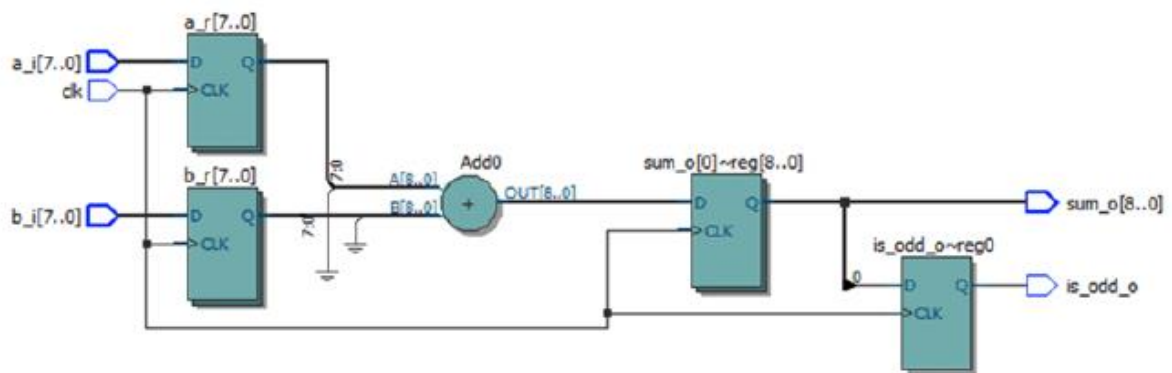 a_r[7..0]
a_i[7..0]
D Q
clk
CLK
b_r[7..0]
b_i[7..0]
D Q
CLK
7:0
7:0
Add0
A[8..0]
B[8..0]
+
OUT[8..0]
sum_o[0]~reg[8..0]
D Q
CLK
sum_o[8..0]
is_odd_o~reg0
0
D Q
CLK
is_odd_o